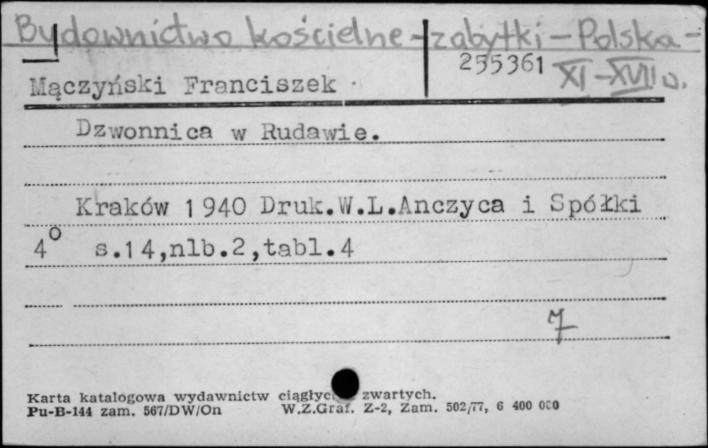 Budownictwo kościelne - zabytki - Polska -
255361 XI-XVIII w.
Mączyński Franciszek
Dzwonnica w Rudawie.
Kraków 1940 Druk.W.L.Anczyca i Spółki
4° s.14,nlb.2,tabl.4
7
Karta katalogowa wydawnictw zwartych.
Pu-B-144 zam. 567/DW/On W.Z.Graf. Z-2, Zam. 502/77, 6 400 000